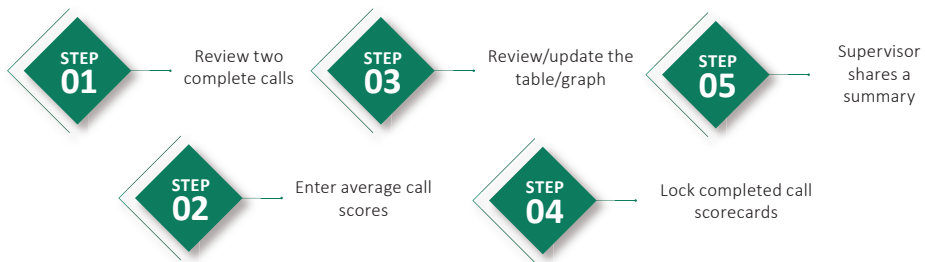 STEP
01
Review two
complete calls
STEP
02
Enter average call
scores
STEP
03
Review/update the
table/graph
STEP
04
Lock completed call
scorecards
STEP
05
Supervisor
shares a
summary